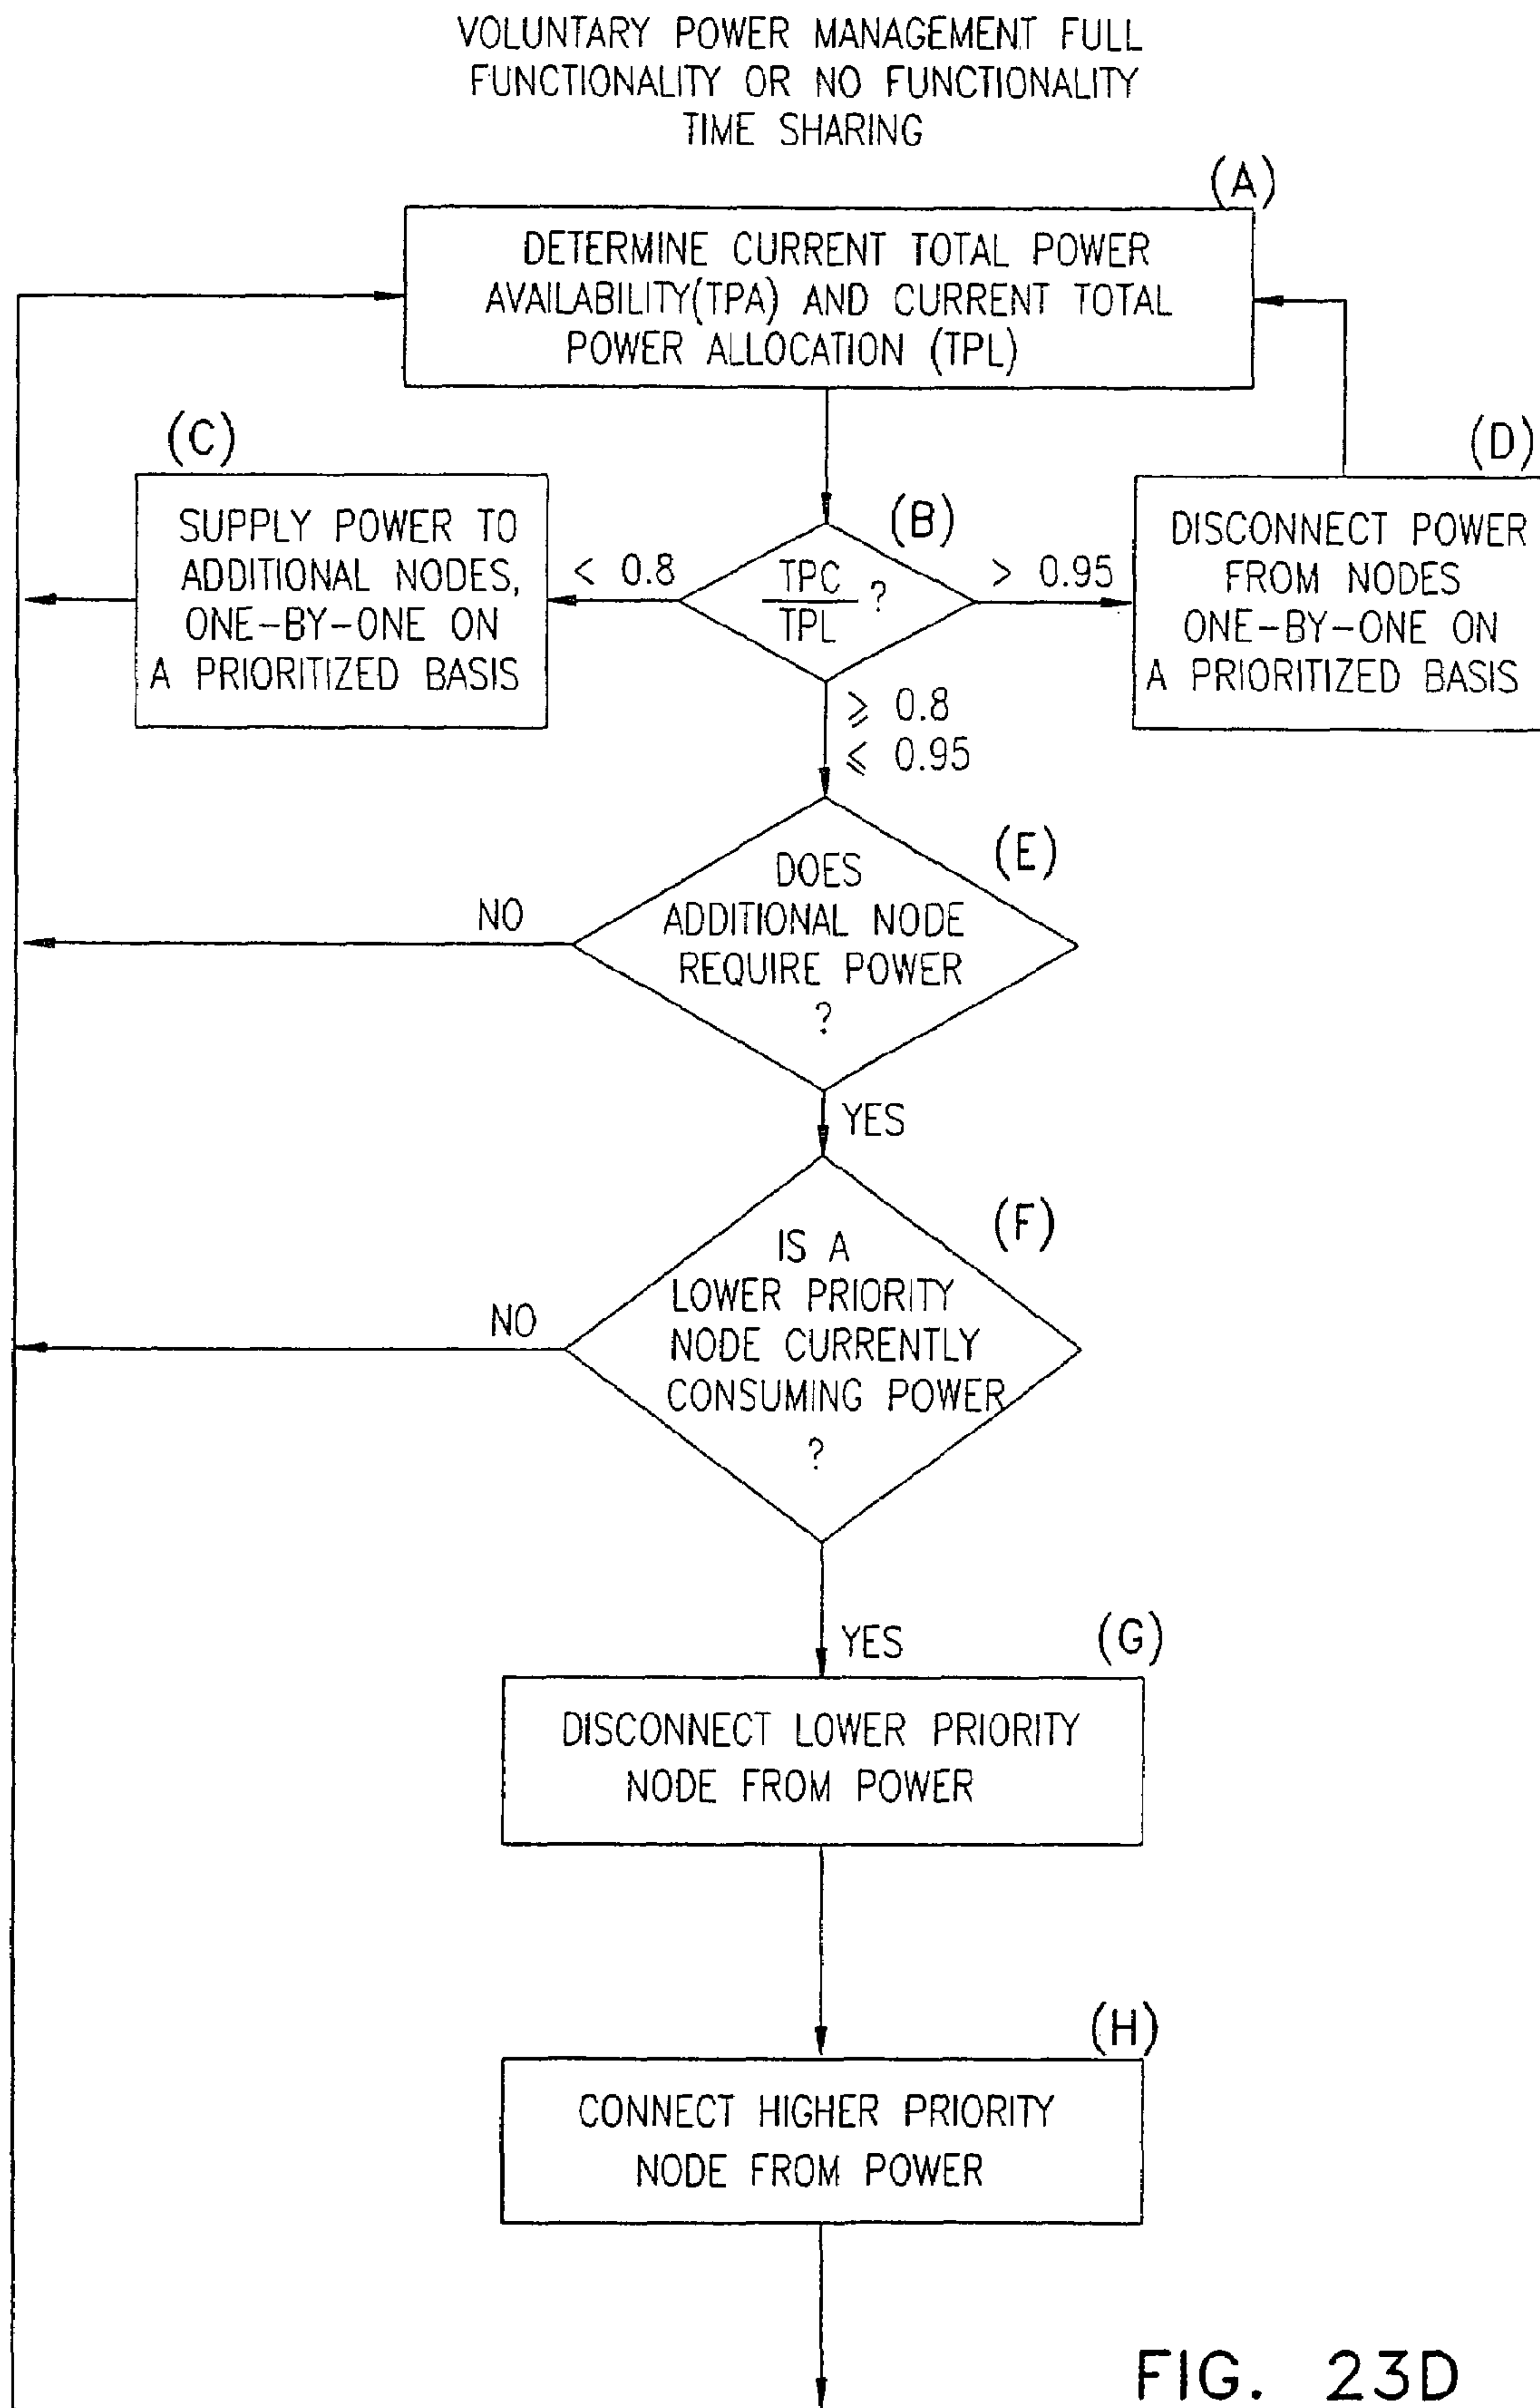 VOLUNTARY POWER MANAGEMENT FULL
FUNCTIONALITY OR NO FUNCTIONALITY
TIME SHARING
(A)
DETERMINE CURRENT TOTAL POWER
AVAILABILITY(TPA) AND CURRENT TOTAL
POWER ALLOCATION (TPL)
(C)
SUPPLY POWER TO
ADDITIONAL NODES,
ONE-BY-ONE ON
A PRIORITIZED BASIS
< 0.8
(B)
TPC
TPL
?
> 0.95
(D)
DISCONNECT POWER
FROM NODES
ONE-BY-ONE ON
A PRIORITIZED BASIS
⩾ 0.8
⩽ 0.95
(E)
DOES
ADDITIONAL NODE
REQUIRE POWER
?
NO
YES
(F)
IS A
LOWER PRIORITY
NODE CURRENTLY
CONSUMING POWER
?
NO
YES
(G)
DISCONNECT LOWER PRIORITY
NODE FROM POWER
(H)
CONNECT HIGHER PRIORITY
NODE FROM POWER
FIG. 23D